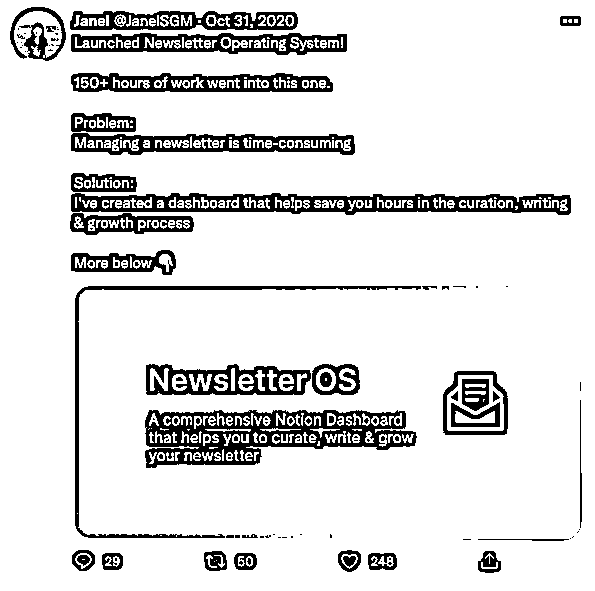 Janel @JanelSGM · Oct 31, 2020
Launched Newsletter Operating System!
150+ hours of work went into this one.
Problem:
Managing a newsletter is time-consuming
Solution:
I've created a dashboard that helps save you hours in the curation, writing
& growth process
More below 👇
Newsletter OS
A comprehensive Notion Dashboard
that helps you to curate, write & grow
your newsletter
29 50 248